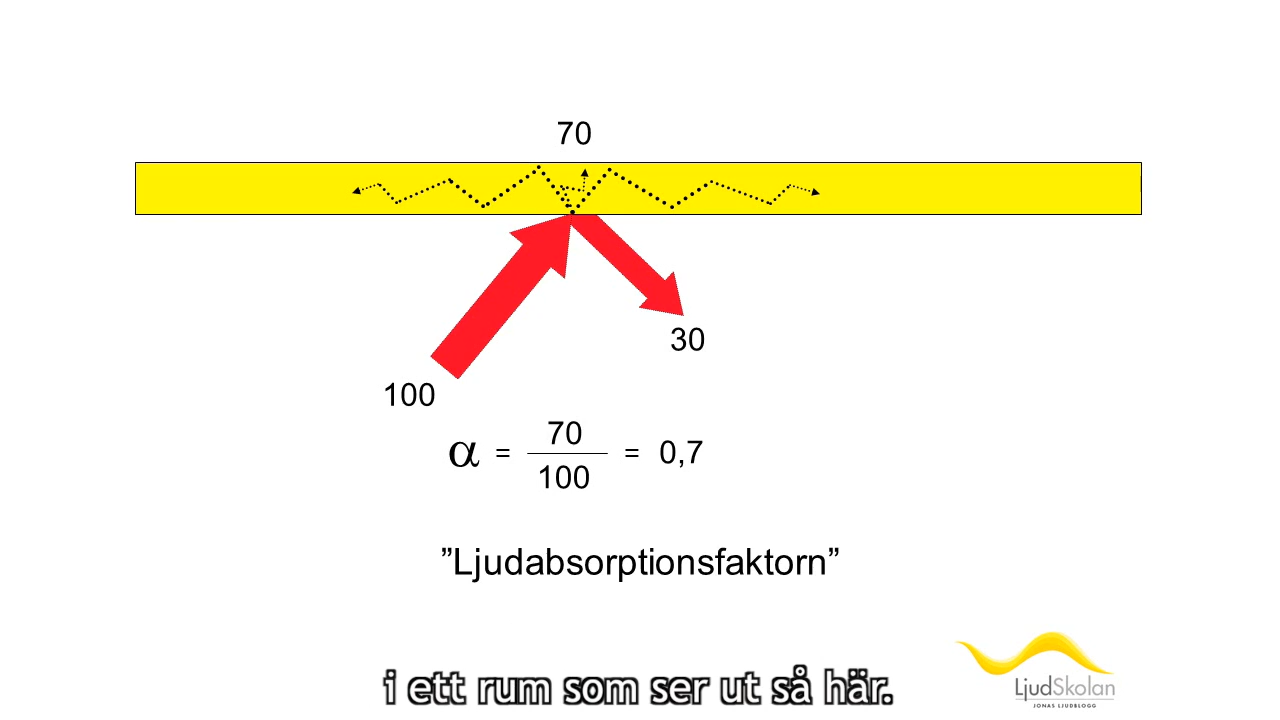 70
30
100
α = 70 / 100 = 0,7
”Ljudabsorptionsfaktorn”
i ett rum som ser ut så här.
LjudSkolan
JONAS LJUDBLOGG